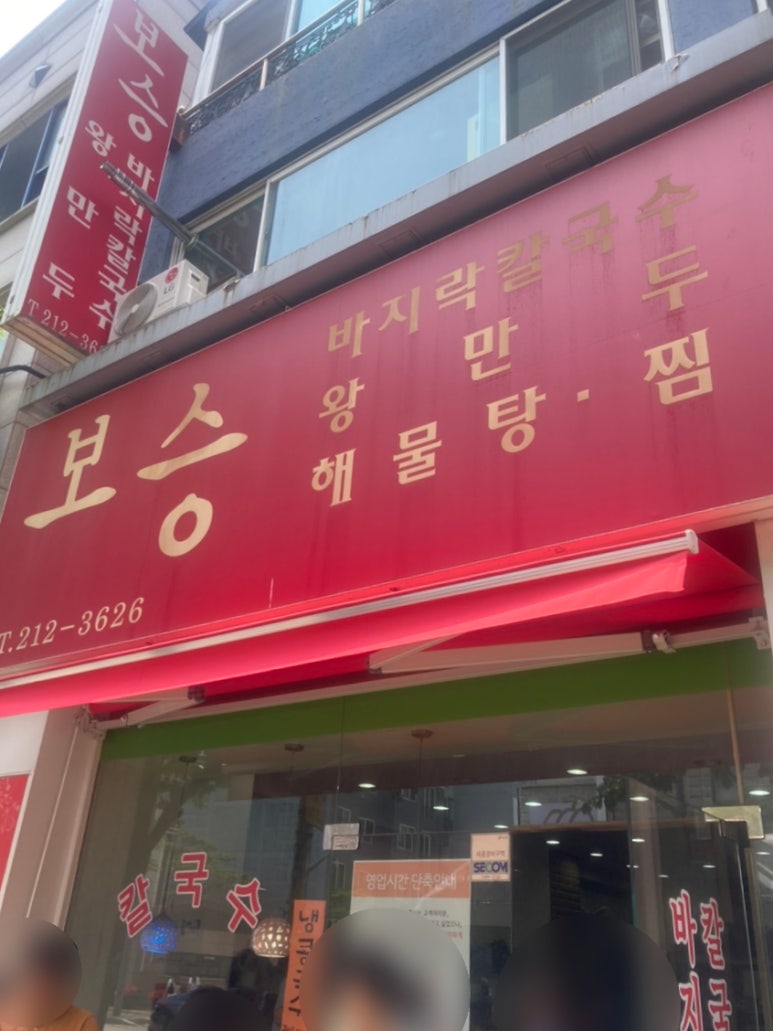 보승
바지락칼국수
왕만두
T.212-36
LG
바지락칼국수
왕만두
해물탕·찜
보승
T.212-3626
칼국수
영업시간 단축안내
SECOM
바지
칼국